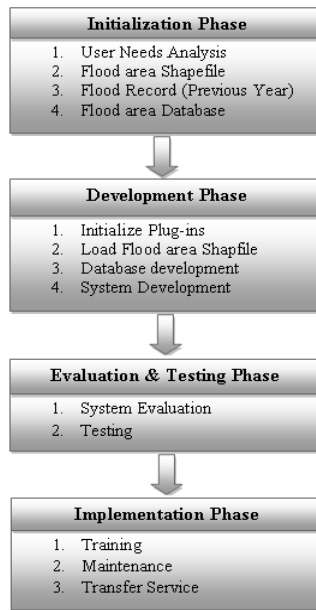 Initialization Phase
1. User Needs Analysis
2. Flood area Shapefile
3. Flood Record (Previous Year)
4. Flood area Database
Development Phase
1. Initialize Plug-ins
2. Load Flood area Shapfile
3. Database development
4. System Development
Evaluation & Testing Phase
1. System Evaluation
2. Testing
Implementation Phase
1. Training
2. Maintenance
3. Transfer Service